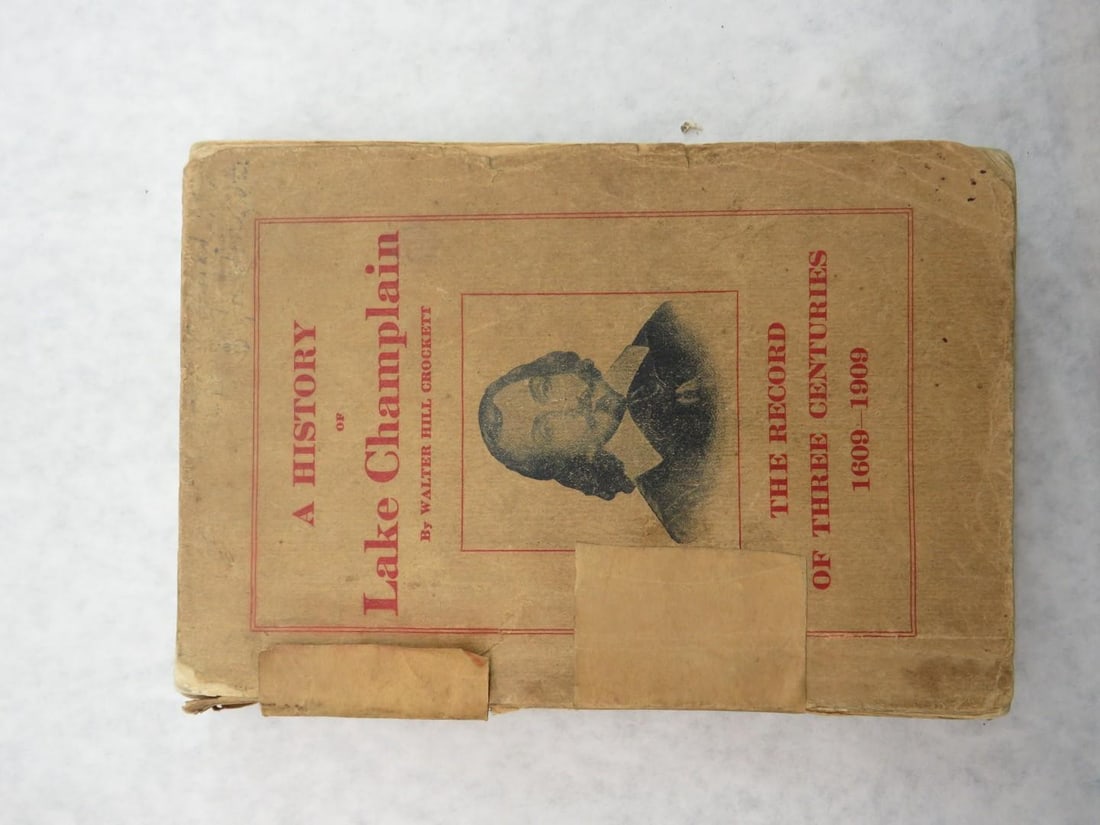 A HISTORY
OF
Lake Champlain
By WALTER HILL CROCKETT
THE RECORD
OF THREE CENTURIES
1609—1909